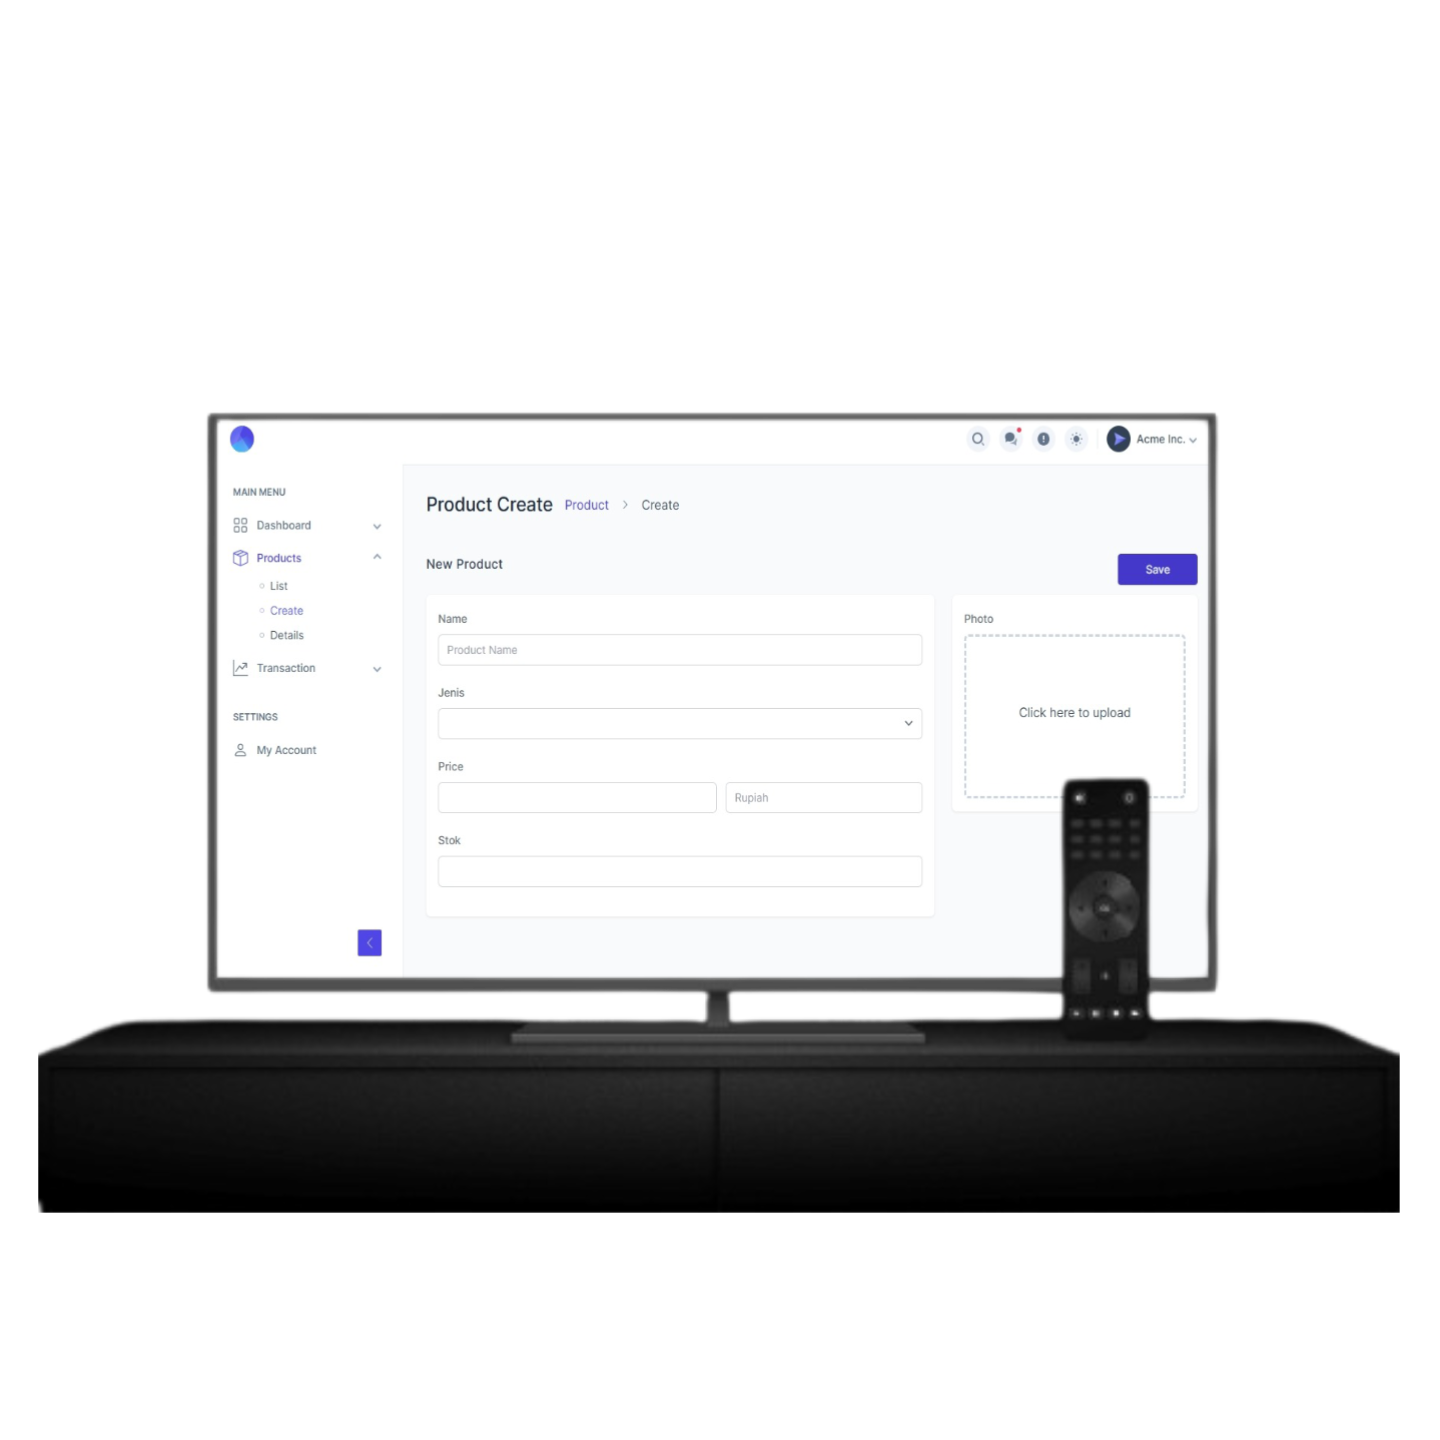 Acme Inc.
MAIN MENU
Dashboard
Products
List
Create
Details
Transaction
SETTINGS
My Account
Product Create
Product > Create
New Product
Save
Name
Product Name
Jenis
Price
Rupiah
Stok
Photo
Click here to upload